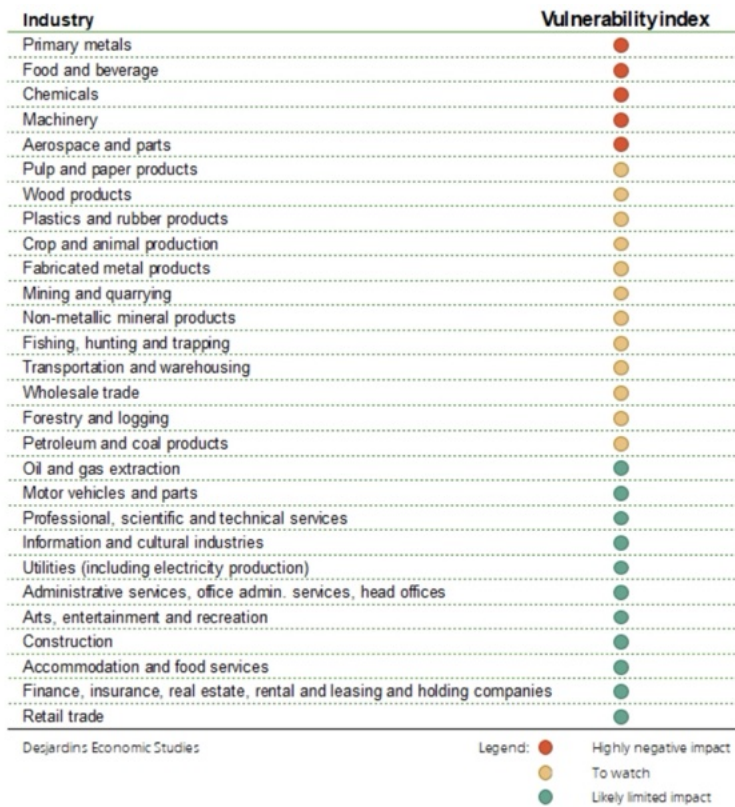 Industry Vulnerability index
Primary metals
Food and beverage
Chemicals
Machinery
Aerospace and parts
Pulp and paper products
Wood products
Plastics and rubber products
Crop and animal production
Fabricated metal products
Mining and quarrying
Non-metallic mineral products
Fishing, hunting and trapping
Transportation and warehousing
Wholesale trade
Forestry and logging
Petroleum and coal products
Oil and gas extraction
Motor vehicles and parts
Professional, scientific and technical services
Information and cultural industries
Utilities (including electricity production)
Administrative services, office admin. services, head offices
Arts, entertainment and recreation
Construction
Accommodation and food services
Finance, insurance, real estate, rental and leasing and holding companies
Retail trade
Desjardins Economic Studies Legend: Highly negative impact
To watch
Likely limited impact